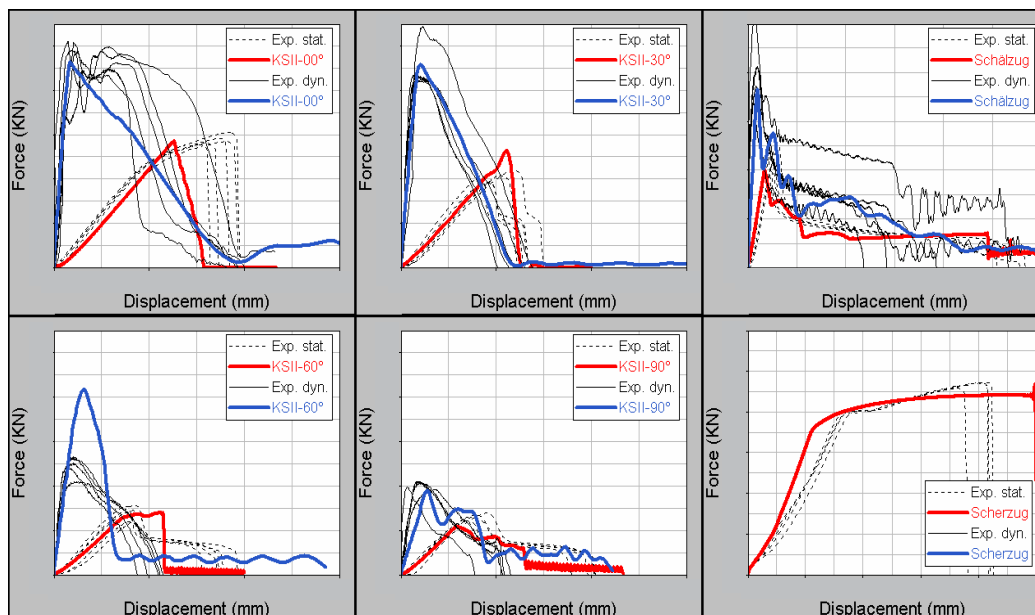 Force (KN)
Exp. stat.
KSII-00°
Exp. dyn.
KSII-00°
Displacement (mm)
Force (KN)
Exp. stat.
KSII-30°
Exp. dyn.
KSII-30°
Displacement (mm)
Force (KN)
Exp. stat.
Schälzug
Exp. dyn.
Schälzug
Displacement (mm)
Force (KN)
Exp. stat.
KSII-60°
Exp. dyn.
KSII-60°
Displacement (mm)
Force (KN)
Exp. stat.
KSII-90°
Exp. dyn.
KSII-90°
Displacement (mm)
Force (KN)
Exp. stat.
Scherzug
Exp. dyn.
Scherzug
Displacement (mm)